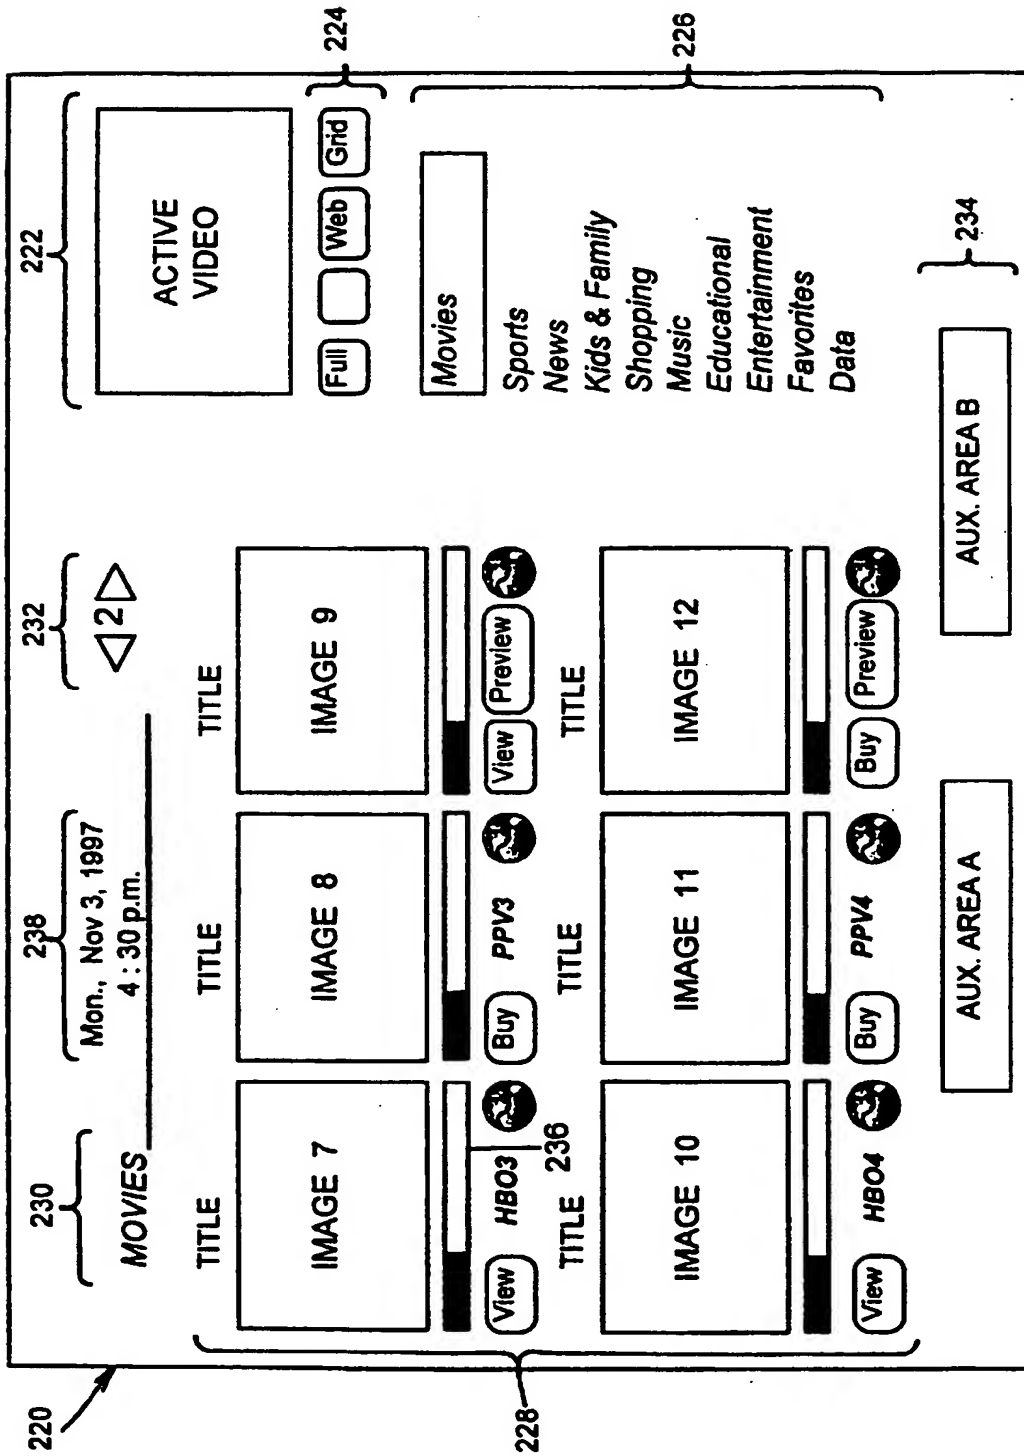 220
230
238
232
222
MOVIES
Mon., Nov 3, 1997
4 : 30 p.m.
2
ACTIVE
VIDEO
TITLE
TITLE
TITLE
IMAGE 7
IMAGE 8
IMAGE 9
Full
Web
Grid
224
View
HBO3
Buy
PPV3
View
Preview
236
228
Movies
Sports
News
Kids & Family
Shopping
Music
Educational
Entertainment
Favorites
Data
226
TITLE
TITLE
TITLE
IMAGE 10
IMAGE 11
IMAGE 12
View
HBO4
Buy
PPV4
Buy
Preview
AUX. AREA A
AUX. AREA B
234